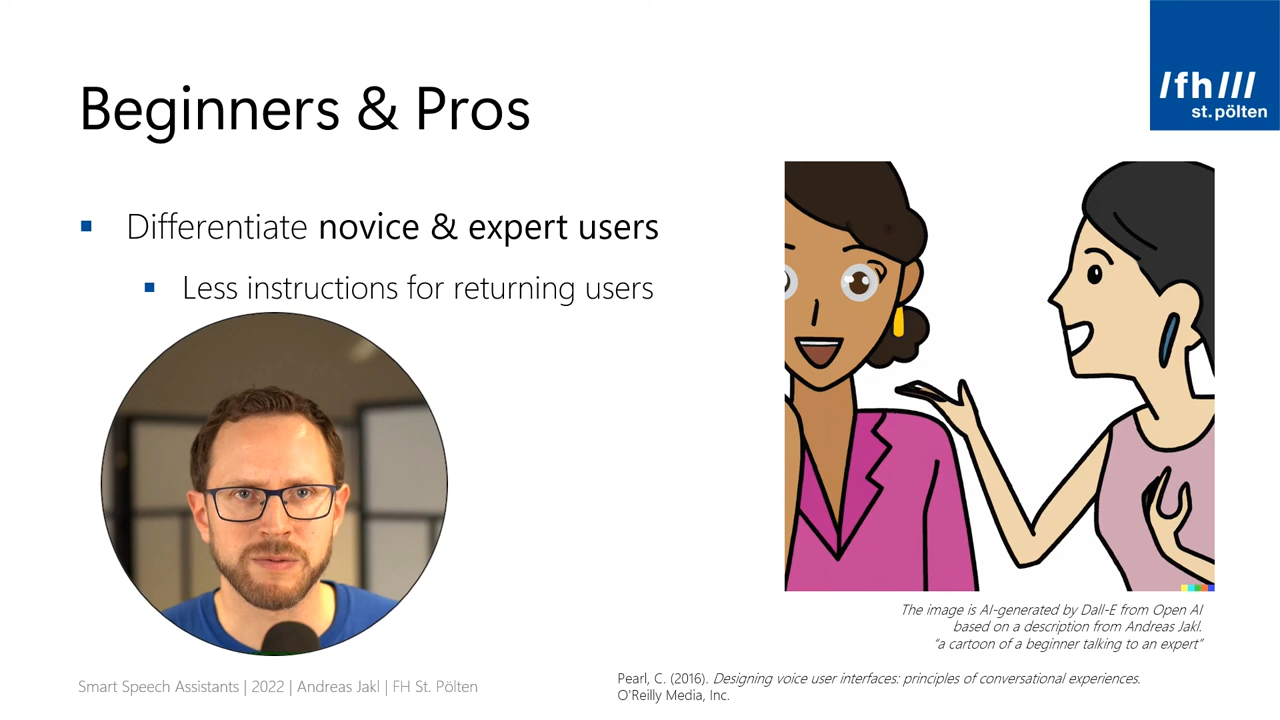 /fh///
st.pölten
Beginners & Pros
Differentiate novice & expert users
Less instructions for returning users
The image is AI-generated by Dall-E from Open AI
based on a description from Andreas Jakl.
“a cartoon of a beginner talking to an expert”
Pearl, C. (2016). Designing voice user interfaces: principles of conversational experiences.
O'Reilly Media, Inc.
Smart Speech Assistants | 2022 | Andreas Jakl | FH St. Pölten